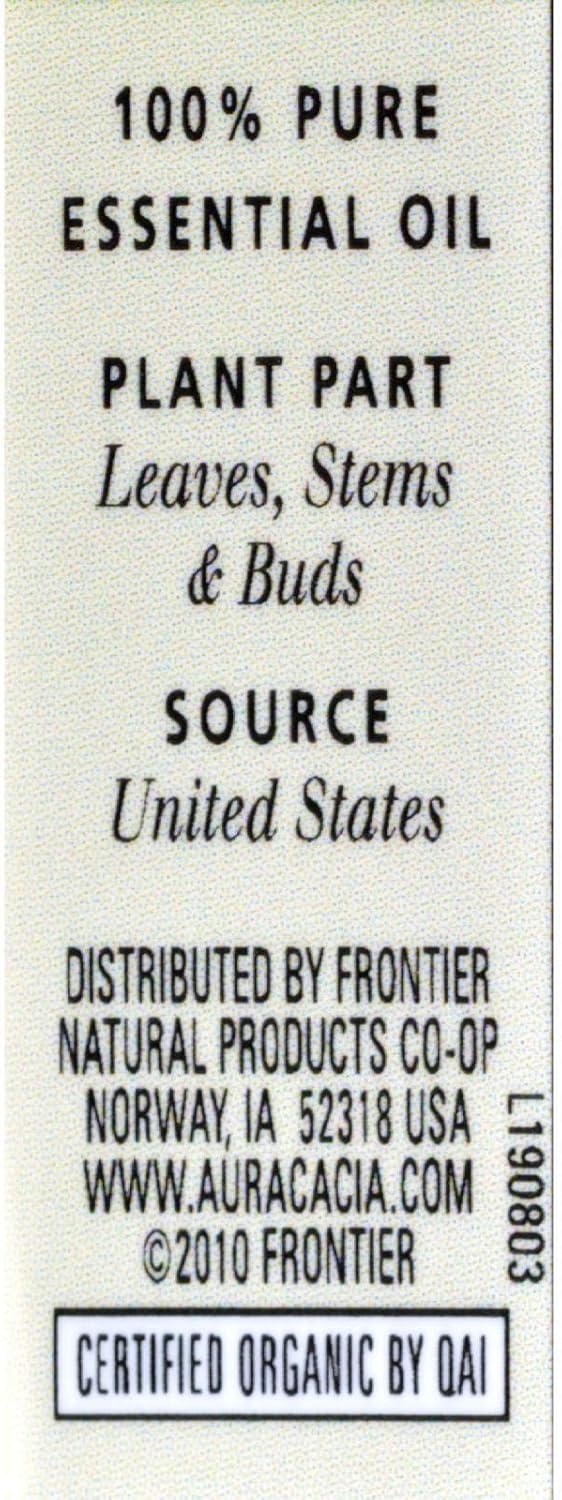 100% PURE
ESSENTIAL OIL
PLANT PART
Leaves, Stems
& Buds
SOURCE
United States
DISTRIBUTED BY FRONTIER
NATURAL PRODUCTS CO-OP
NORWAY, IA 52318 USA
WWW.AURACACIA.COM
©2010 FRONTIER
L190803
CERTIFIED ORGANIC BY QAI